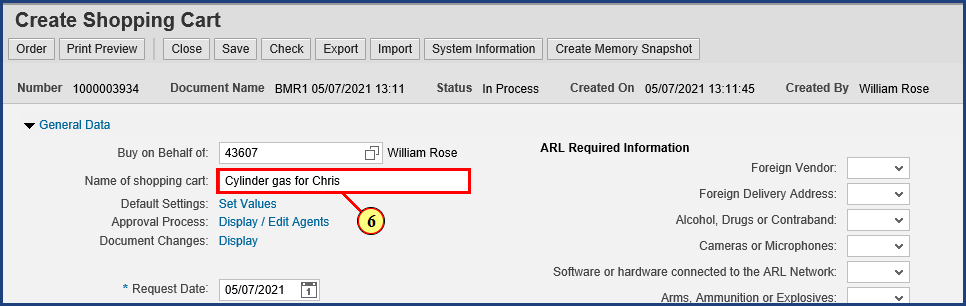 Create Shopping Cart
Order Print Preview Close Save Check Export Import System Information Create Memory Snapshot
Number 1000003934 Document Name BMR1 05/07/2021 13:11 Status In Process Created On 05/07/2021 13:11:45 Created By William Rose
General Data
Buy on Behalf of: 43607 William Rose
Name of shopping cart: Cylinder gas for Chris
Default Settings: Set Values
Approval Process: Display / Edit Agents
Document Changes: Display
6
* Request Date: 05/07/2021 1
ARL Required Information
Foreign Vendor:
Foreign Delivery Address:
Alcohol, Drugs or Contraband:
Cameras or Microphones:
Software or hardware connected to the ARL Network:
Arms, Ammunition or Explosives: